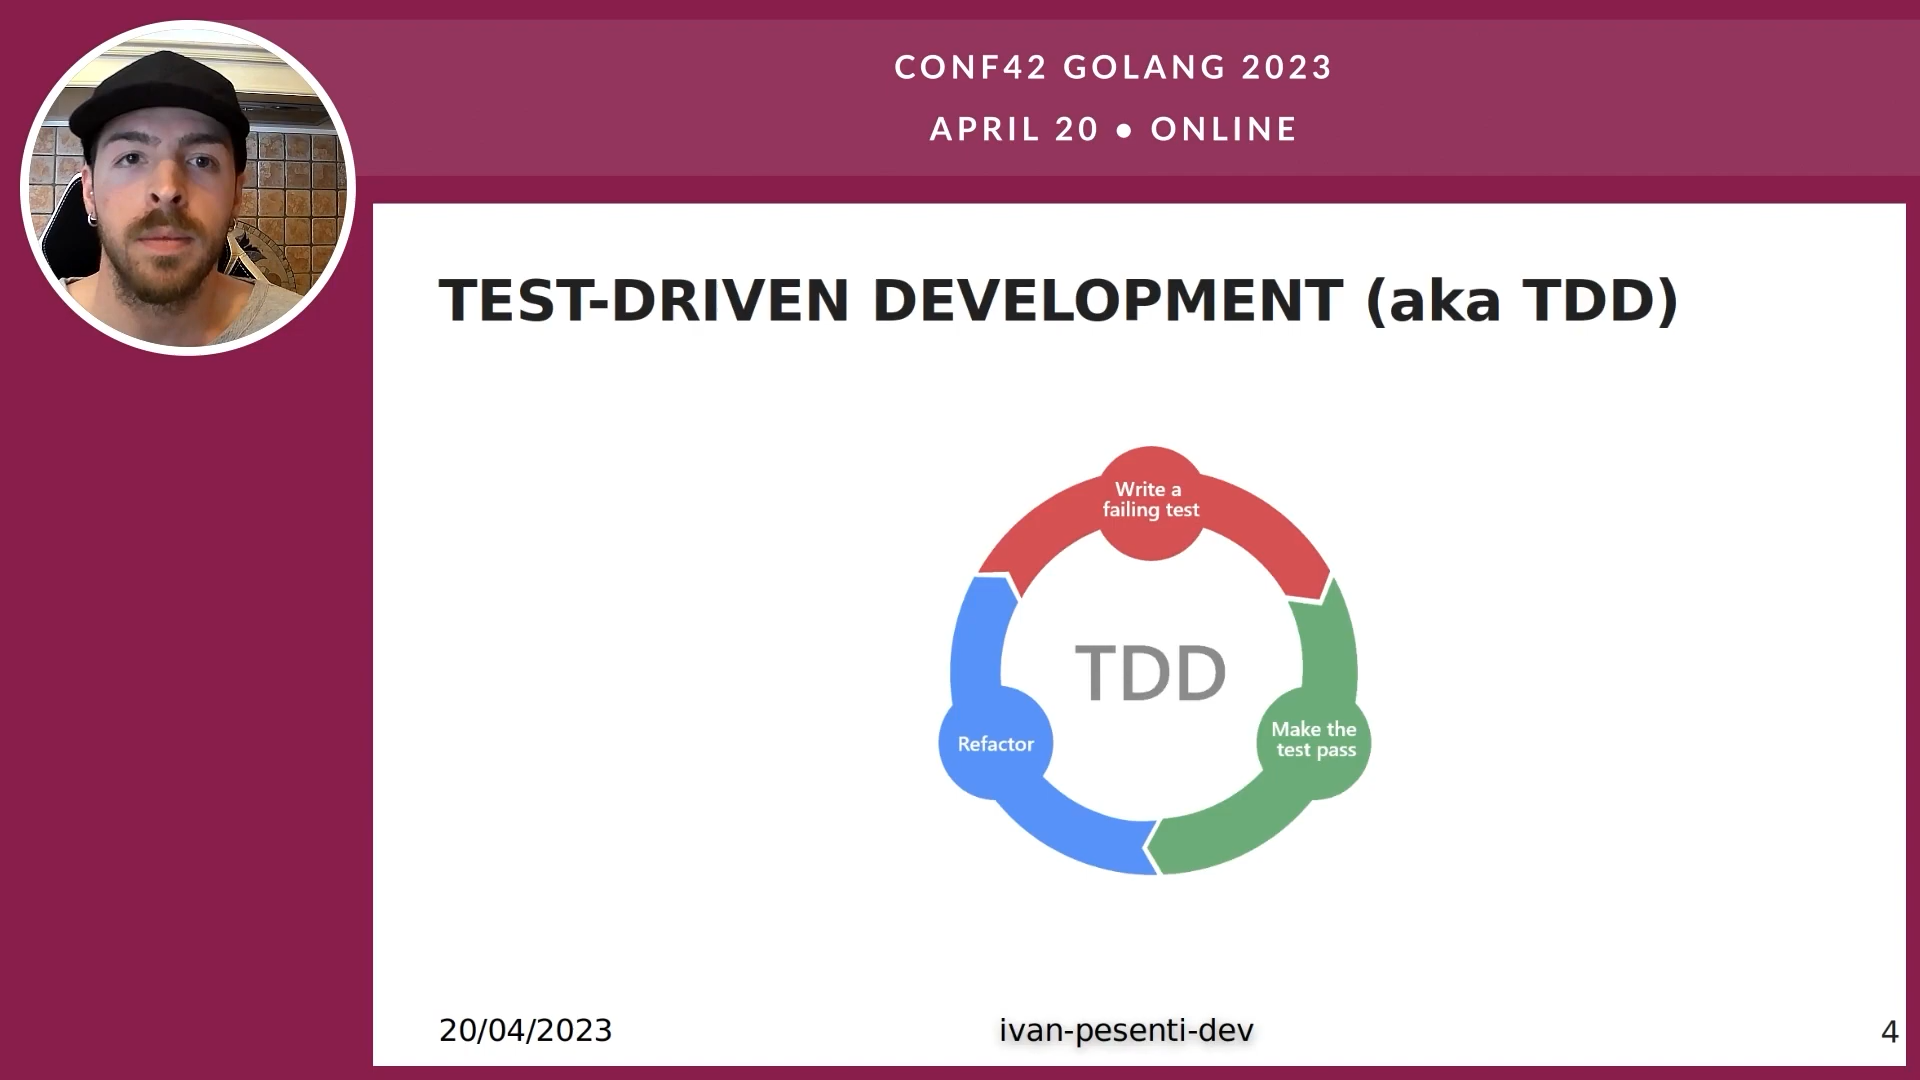 CONF42 GOLANG 2023
APRIL 20 ● ONLINE
TEST-DRIVEN DEVELOPMENT (aka TDD)
Write a
failing test
TDD
Refactor
Make the
test pass
20/04/2023
ivan-pesenti-dev
4